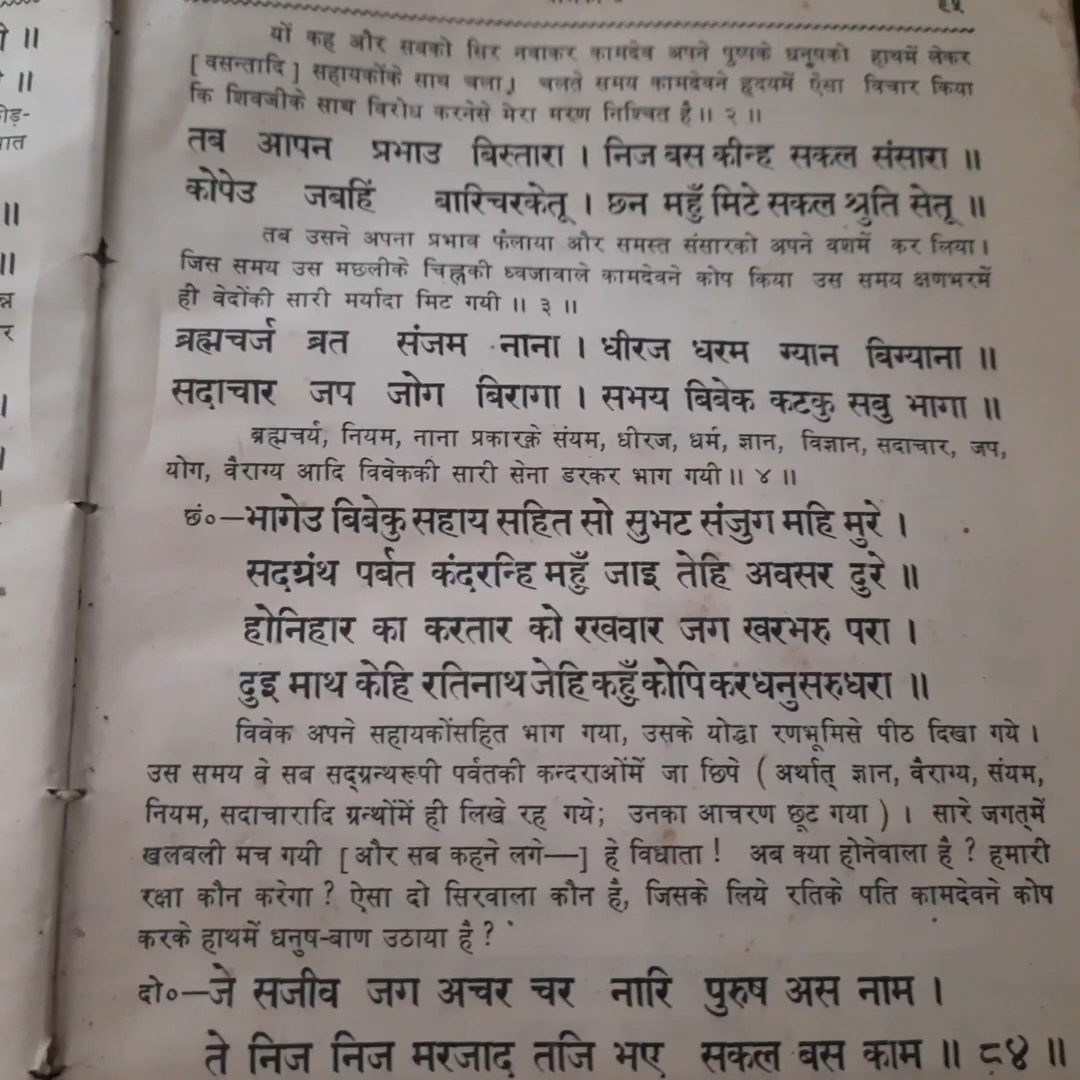 ९५
यों कह और सबको सिर नवाकर कामदेव अपने पुष्पके धनुषको हाथमें लेकर
[ वसन्तादि ] सहायकोंके साथ चला। चलते समय कामदेवने हृदयमें ऐसा विचार किया
कि शिवजीके साथ विरोध करनेसे मेरा मरण निश्चित है॥ २ ॥
तब आपन प्रभाउ बिस्तारा । निज बस कीन्ह सकल संसारा ॥
कोपेउ जबहिं बारिचरकेतू । छन महुँ मिटे सकल श्रुति सेतू ॥
तब उसने अपना प्रभाव फैलाया और समस्त संसारको अपने वशमें कर लिया।
जिस समय उस मछलीके चिह्नकी ध्वजावाले कामदेवने कोप किया उस समय क्षणभरमें
ही वेदोंकी सारी मर्यादा मिट गयी ॥ ३ ॥
ब्रह्मचर्ज ब्रत संजम नाना । धीरज धरम ग्यान बिग्याना ॥
सदाचार जप जोग बिरागा । सभय बिबेक कटकु सबु भागा ॥
ब्रह्मचर्य, नियम, नाना प्रकारके संयम, धीरज, धर्म, ज्ञान, विज्ञान, सदाचार, जप,
योग, वैराग्य आदि विवेककी सारी सेना डरकर भाग गयी॥ ४ ॥
छं०—भागेउ बिबेकु सहाय सहित सो सुभट संजुग महि मुरे ।
सदग्रंथ पर्बत कंदरन्हि महुँ जाइ तेहि अवसर दुरे ॥
होनिहार का करतार को रखवार जग खरभरु परा ।
दुइ माथ केहि रतिनाथ जेहि कहुँ कोपि कर धनु सरु धरा ॥
विवेक अपने सहायकोंसहित भाग गया, उसके योद्धा रणभूमिसे पीठ दिखा गये ।
उस समय वे सब सद्ग्रन्थरूपी पर्वतकी कन्दराओंमें जा छिपे ( अर्थात् ज्ञान, वैराग्य, संयम,
नियम, सदाचारादि ग्रन्थोंमें ही लिखे रह गये; उनका आचरण छूट गया ) । सारे जगत्‌में
खलबली मच गयी [ और सब कहने लगे—] हे विधाता ! अब क्या होनेवाला है ? हमारी
रक्षा कौन करेगा ? ऐसा दो सिरवाला कौन है, जिसके लिये रतिके पति कामदेवने कोप
करके हाथमें धनुष-बाण उठाया है ?
दो०—जे सजीव जग अचर चर नारि पुरुष अस नाम ।
ते निज निज मरजाद तजि भए सकल बस काम ॥ ८४ ॥